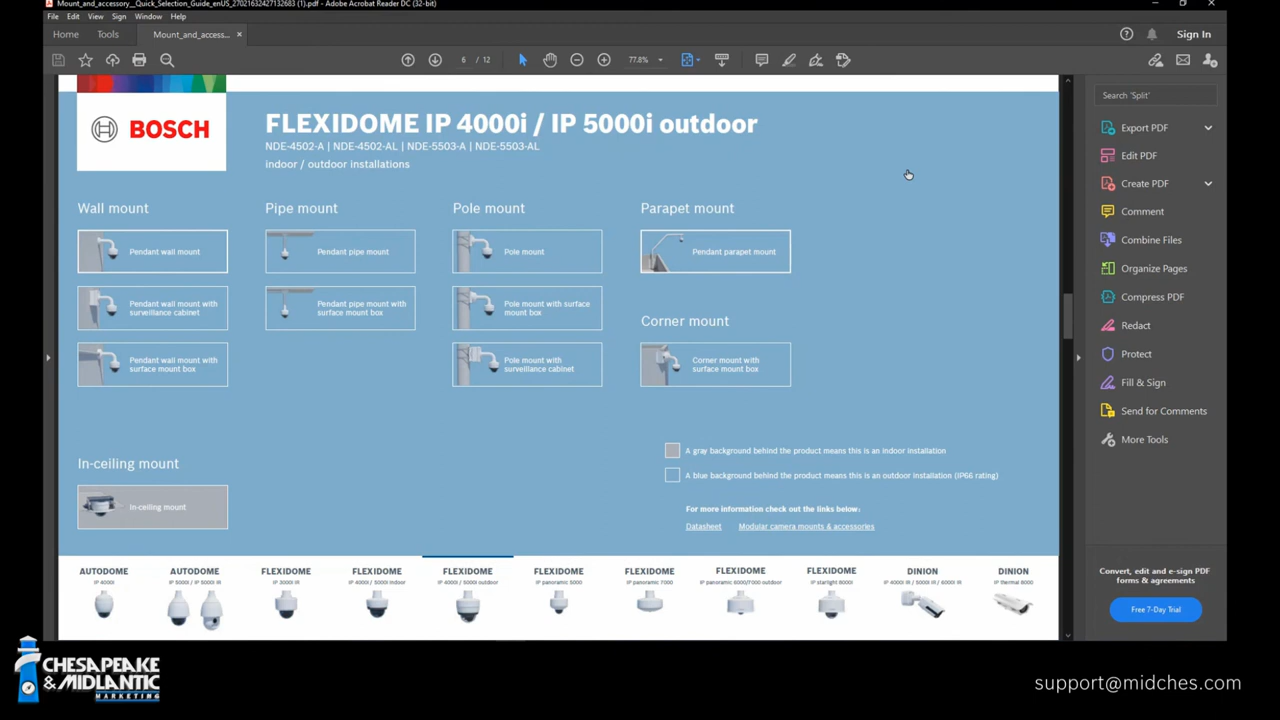 Mount_and_accessory__Quick_Selection_Guide_enUS_27021632427132683 (1).pdf - Adobe Acrobat Reader DC (32-bit)
File Edit View Sign Window Help
Home Tools Mount_and_access... × Sign In
6 / 12 77.8%
Search 'Split'
Export PDF
Edit PDF
Create PDF
Comment
Combine Files
Organize Pages
Compress PDF
Redact
Protect
Fill & Sign
Send for Comments
More Tools
Convert, edit and e-sign PDF
forms & agreements
Free 7-Day Trial
BOSCH
FLEXIDOME IP 4000i / IP 5000i outdoor
NDE-4502-A | NDE-4502-AL | NDE-5503-A | NDE-5503-AL
indoor / outdoor installations
Wall mount
Pendant wall mount
Pendant wall mount with
surveillance cabinet
Pendant wall mount with
surface mount box
Pipe mount
Pendant pipe mount
Pendant pipe mount with
surface mount box
Pole mount
Pole mount
Pole mount with surface
mount box
Pole mount with
surveillance cabinet
Parapet mount
Pendant parapet mount
Corner mount
Corner mount with
surface mount box
In-ceiling mount
In-ceiling mount
A gray background behind the product means this is an indoor installation
A blue background behind the product means this is an outdoor installation (IP66 rating)
For more information check out the links below:
Datasheet Modular camera mounts & accessories
AUTODOME
IP 4000i
AUTODOME
IP 5000i / IP 5000i IR
FLEXIDOME
IP 3000i IR
FLEXIDOME
IP 4000i / 5000i indoor
FLEXIDOME
IP 4000i / 5000i outdoor
FLEXIDOME
IP panoramic 5000
FLEXIDOME
IP panoramic 7000
FLEXIDOME
IP panoramic 6000/7000 outdoor
FLEXIDOME
IP starlight 8000i
DINION
IP 4000i IR / 5000i IR / 6000i IR
DINION
IP thermal 8000
CHESAPEAKE
& MIDLANTIC
MARKETING
support@midches.com